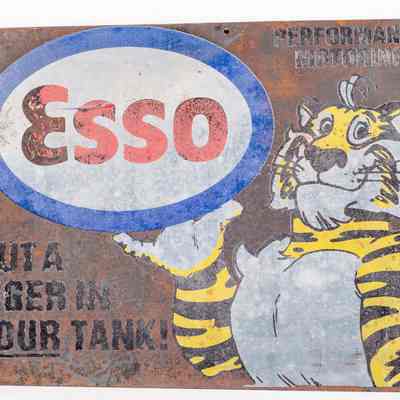 PERFORMAN
MOTORING
Esso
UT A
GER IN
OUR TANK!